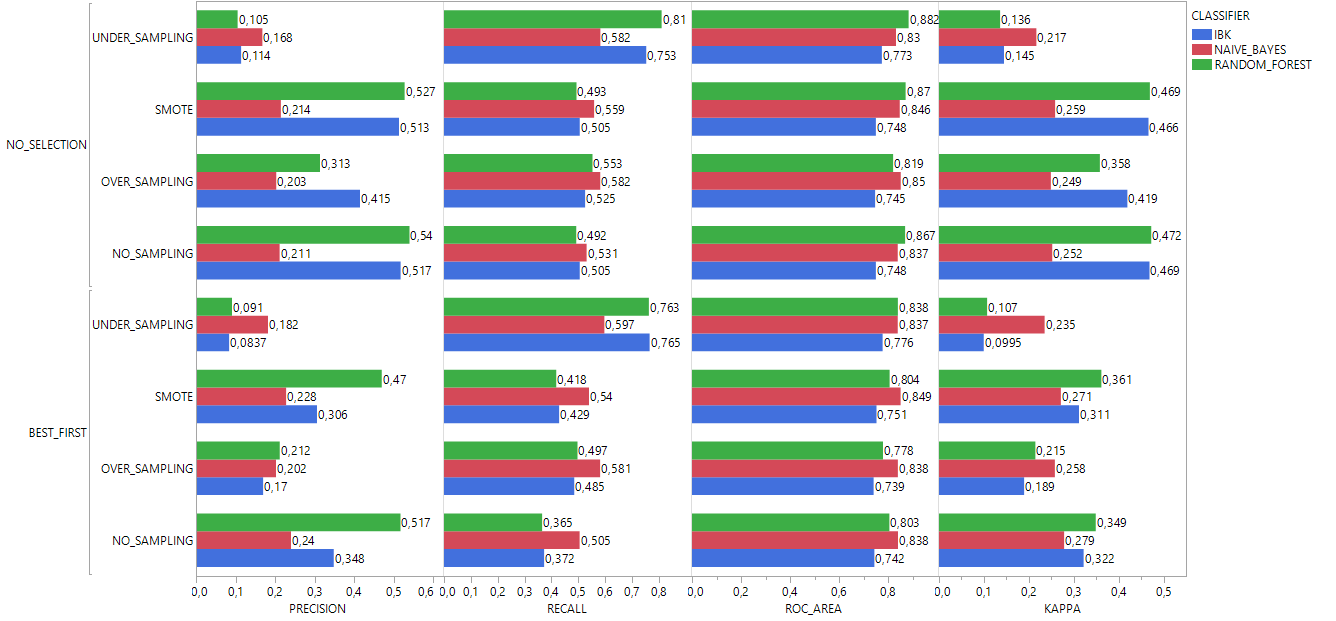 CLASSIFIER
IBK
NAIVE_BAYES
RANDOM_FOREST
NO_SELECTION
UNDER_SAMPLING
0,105 0,81 0,882 0,136
0,168 0,582 0,83 0,217
0,114 0,753 0,773 0,145
SMOTE
0,527 0,493 0,87 0,469
0,214 0,559 0,846 0,259
0,513 0,505 0,748 0,466
OVER_SAMPLING
0,313 0,553 0,819 0,358
0,203 0,582 0,85 0,249
0,415 0,525 0,745 0,419
NO_SAMPLING
0,54 0,492 0,867 0,472
0,211 0,531 0,837 0,252
0,517 0,505 0,748 0,469
BEST_FIRST
UNDER_SAMPLING
0,091 0,763 0,838 0,107
0,182 0,597 0,837 0,235
0,0837 0,765 0,776 0,0995
SMOTE
0,47 0,418 0,804 0,361
0,228 0,54 0,849 0,271
0,306 0,429 0,751 0,311
OVER_SAMPLING
0,212 0,497 0,778 0,215
0,202 0,581 0,838 0,258
0,17 0,485 0,739 0,189
NO_SAMPLING
0,517 0,365 0,803 0,349
0,24 0,505 0,838 0,279
0,348 0,372 0,742 0,322
0,0 0,1 0,2 0,3 0,4 0,5 0,6 0,0 0,1 0,2 0,3 0,4 0,5 0,6 0,7 0,8 0,0 0,2 0,4 0,6 0,8 0,0 0,1 0,2 0,3 0,4 0,5
PRECISION RECALL ROC_AREA KAPPA